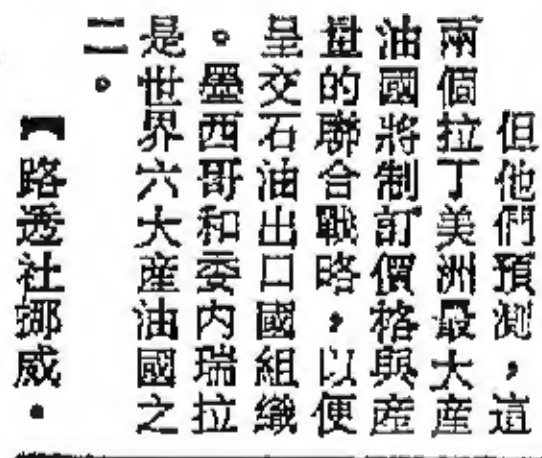 但他們預測，這
兩個拉丁美洲最大產
油國將制訂價格與產
量的聯合戰略，以便
呈交石油出口國組織
。墨西哥和委內瑞拉
是世界六大產油國之
二。
【路透社挪威・